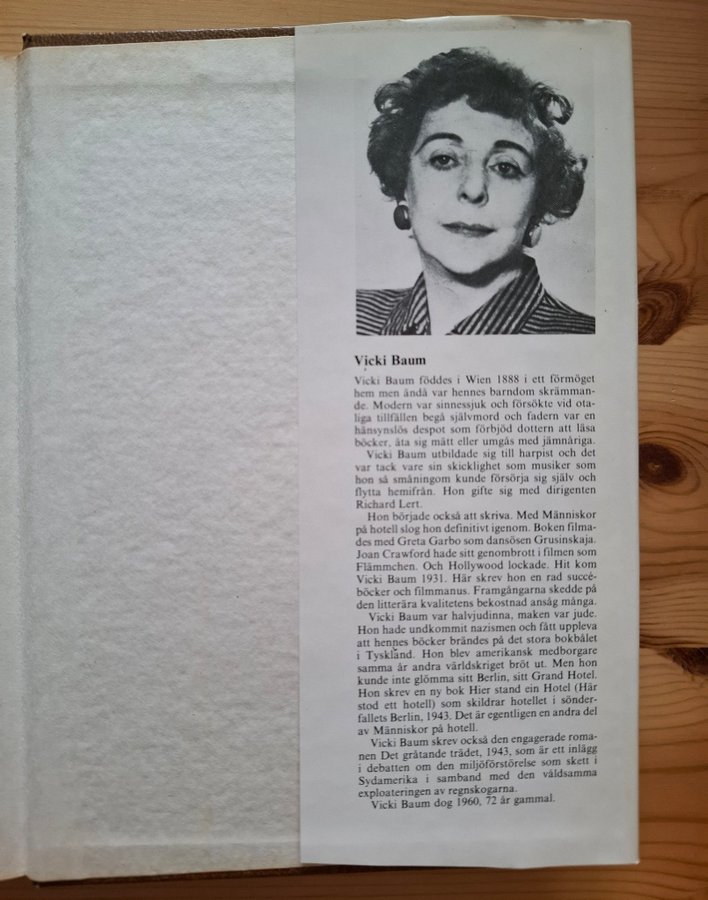 Vicki Baum
Vicki Baum föddes i Wien 1888 i ett förmöget
hem men ändå var hennes barndom skrämman-
de. Modern var sinnessjuk och försökte vid ota-
liga tillfällen begå självmord och fadern var en
hänsynslös despot som förbjöd dottern att läsa
böcker, äta sig mätt eller umgås med jämnåriga.
Vicki Baum utbildade sig till harpist och det
var tack vare sin skicklighet som musiker som
hon så småningom kunde försörja sig själv och
flytta hemifrån. Hon gifte sig med dirigenten
Richard Lert.
Hon började också att skriva. Med Människor
på hotell slog hon definitivt igenom. Boken filma-
des med Greta Garbo som dansösen Grusinskaja.
Joan Crawford hade sitt genombrott i filmen som
Flämmchen. Och Hollywood lockade. Hit kom
Vicki Baum 1931. Här skrev hon en rad succé-
böcker och filmmanus. Framgångarna skedde på
den litterära kvalitetens bekostnad ansåg många.
Vicki Baum var halvjudinna, maken var jude.
Hon hade undkommit nazismen och fått uppleva
att hennes böcker brändes på det stora bokbålet
i Tyskland. Hon blev amerikansk medborgare
samma år andra världskriget bröt ut. Men hon
kunde inte glömma sitt Berlin, sitt Grand Hotel.
Hon skrev en ny bok Hier stand ein Hotel (Här
stod ett hotell) som skildrar hotellet i sönder-
fallets Berlin, 1943. Det är egentligen en andra del
av Människor på hotell.
Vicki Baum skrev också den engagerade roma-
nen Det gråtande trädet, 1943, som är ett inlägg
i debatten om den miljöförstörelse som skett i
Sydamerika i samband med den våldsamma
exploateringen av regnskogarna.
Vicki Baum dog 1960, 72 år gammal.